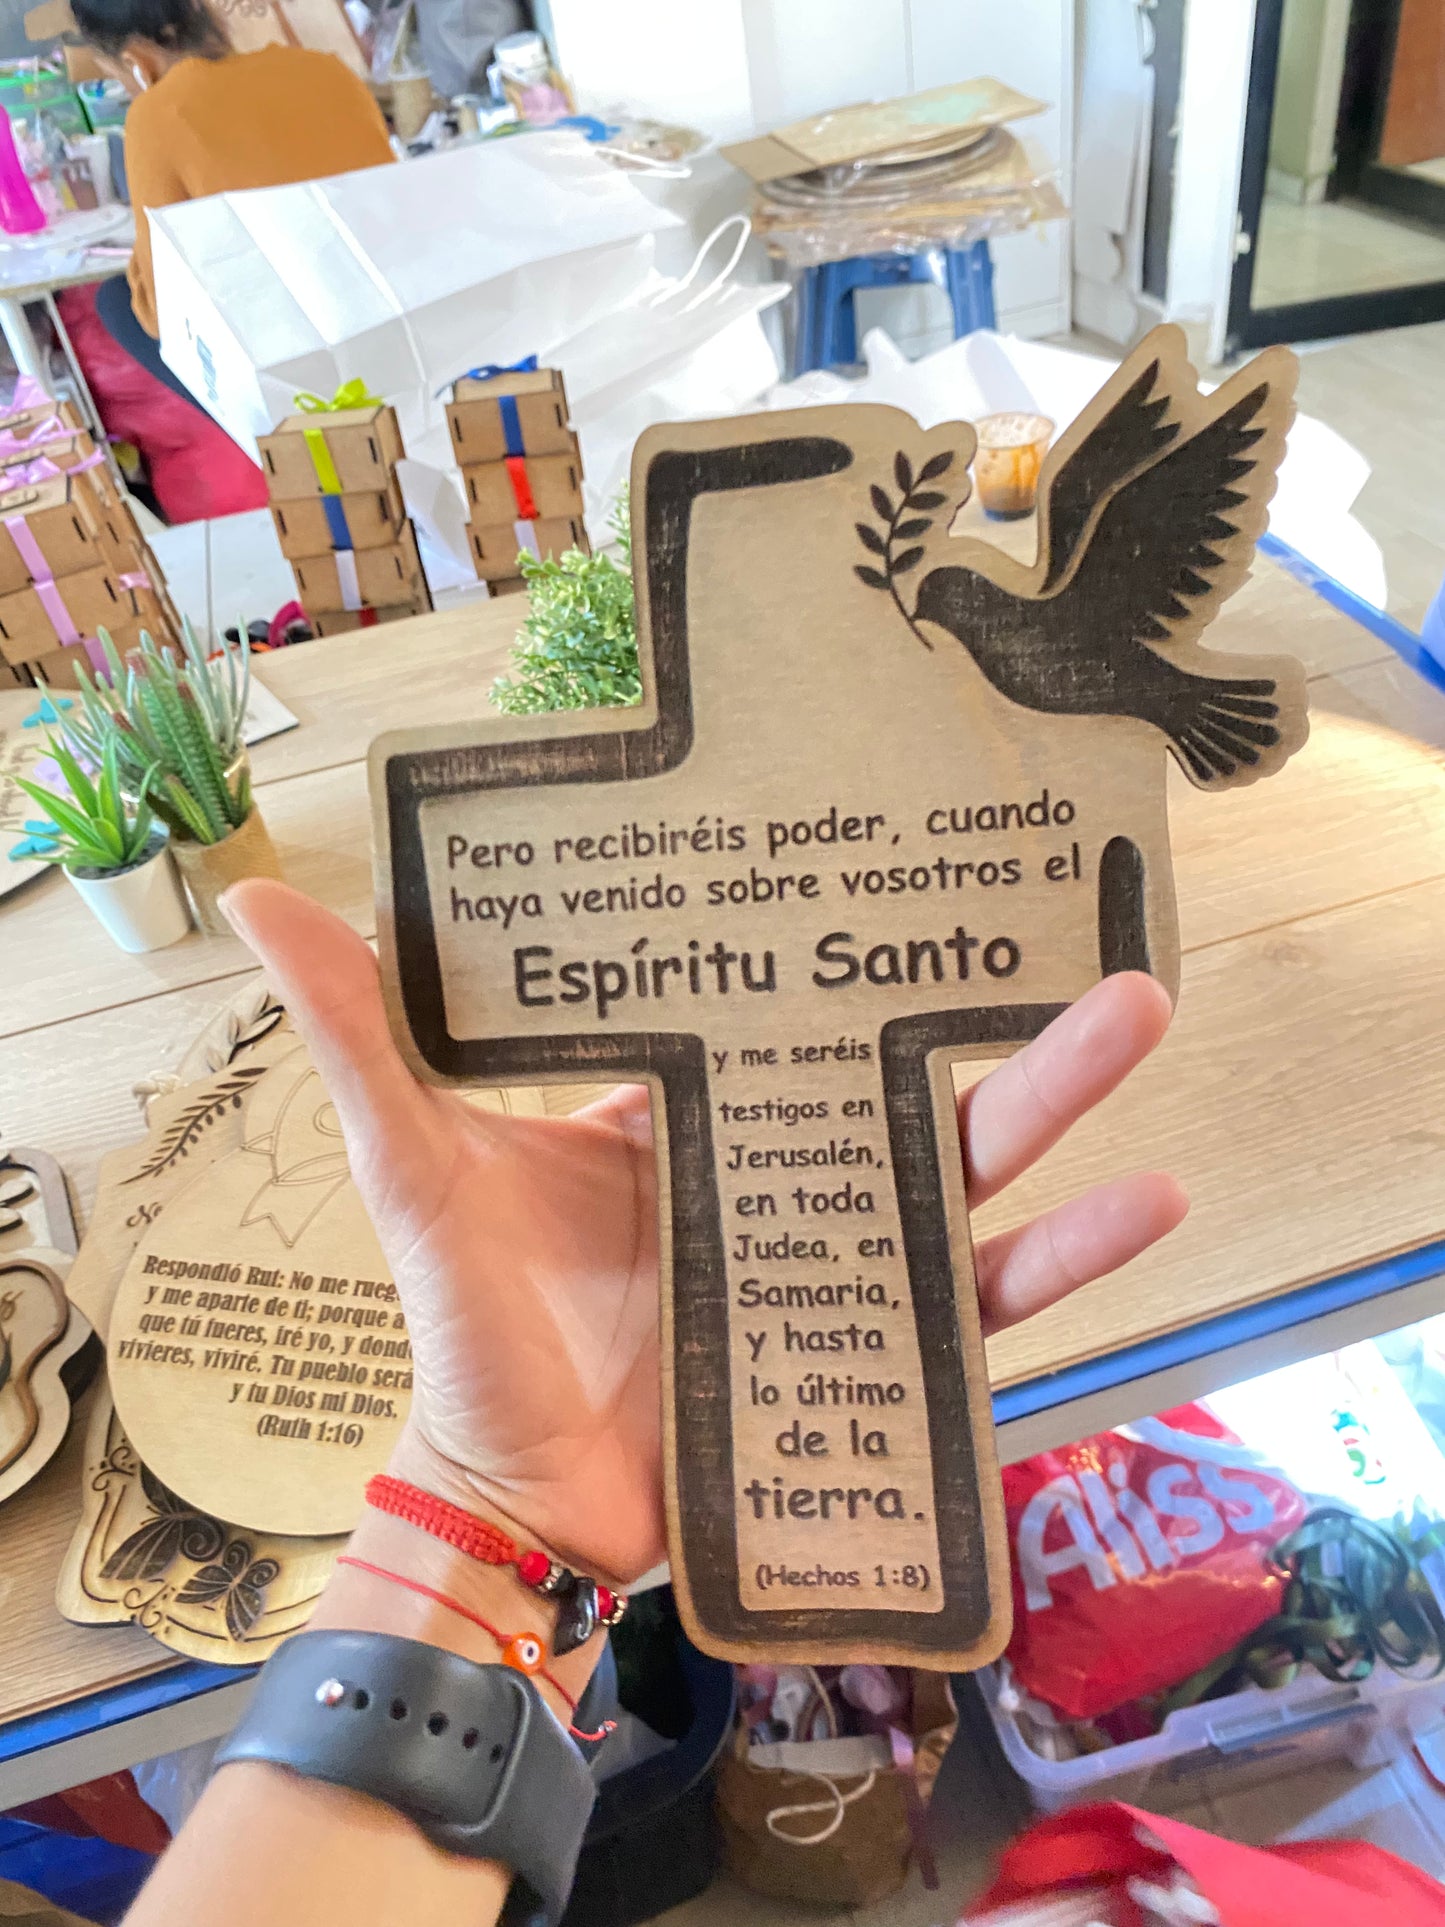 Pero recibiréis poder, cuando
haya venido sobre vosotros el
Espíritu Santo
y me seréis
testigos en
Jerusalén,
en toda
Judea, en
Samaria,
y hasta
lo último
de la
tierra.
(Hechos 1:8)
Respondió Rut: No me
y me aparte de ti; porque a
que tú fueres, iré yo, y
vivieres, viviré. Tu pueblo será
y tu Dios mi Dios.
(Ruth 1:16)
Aliss